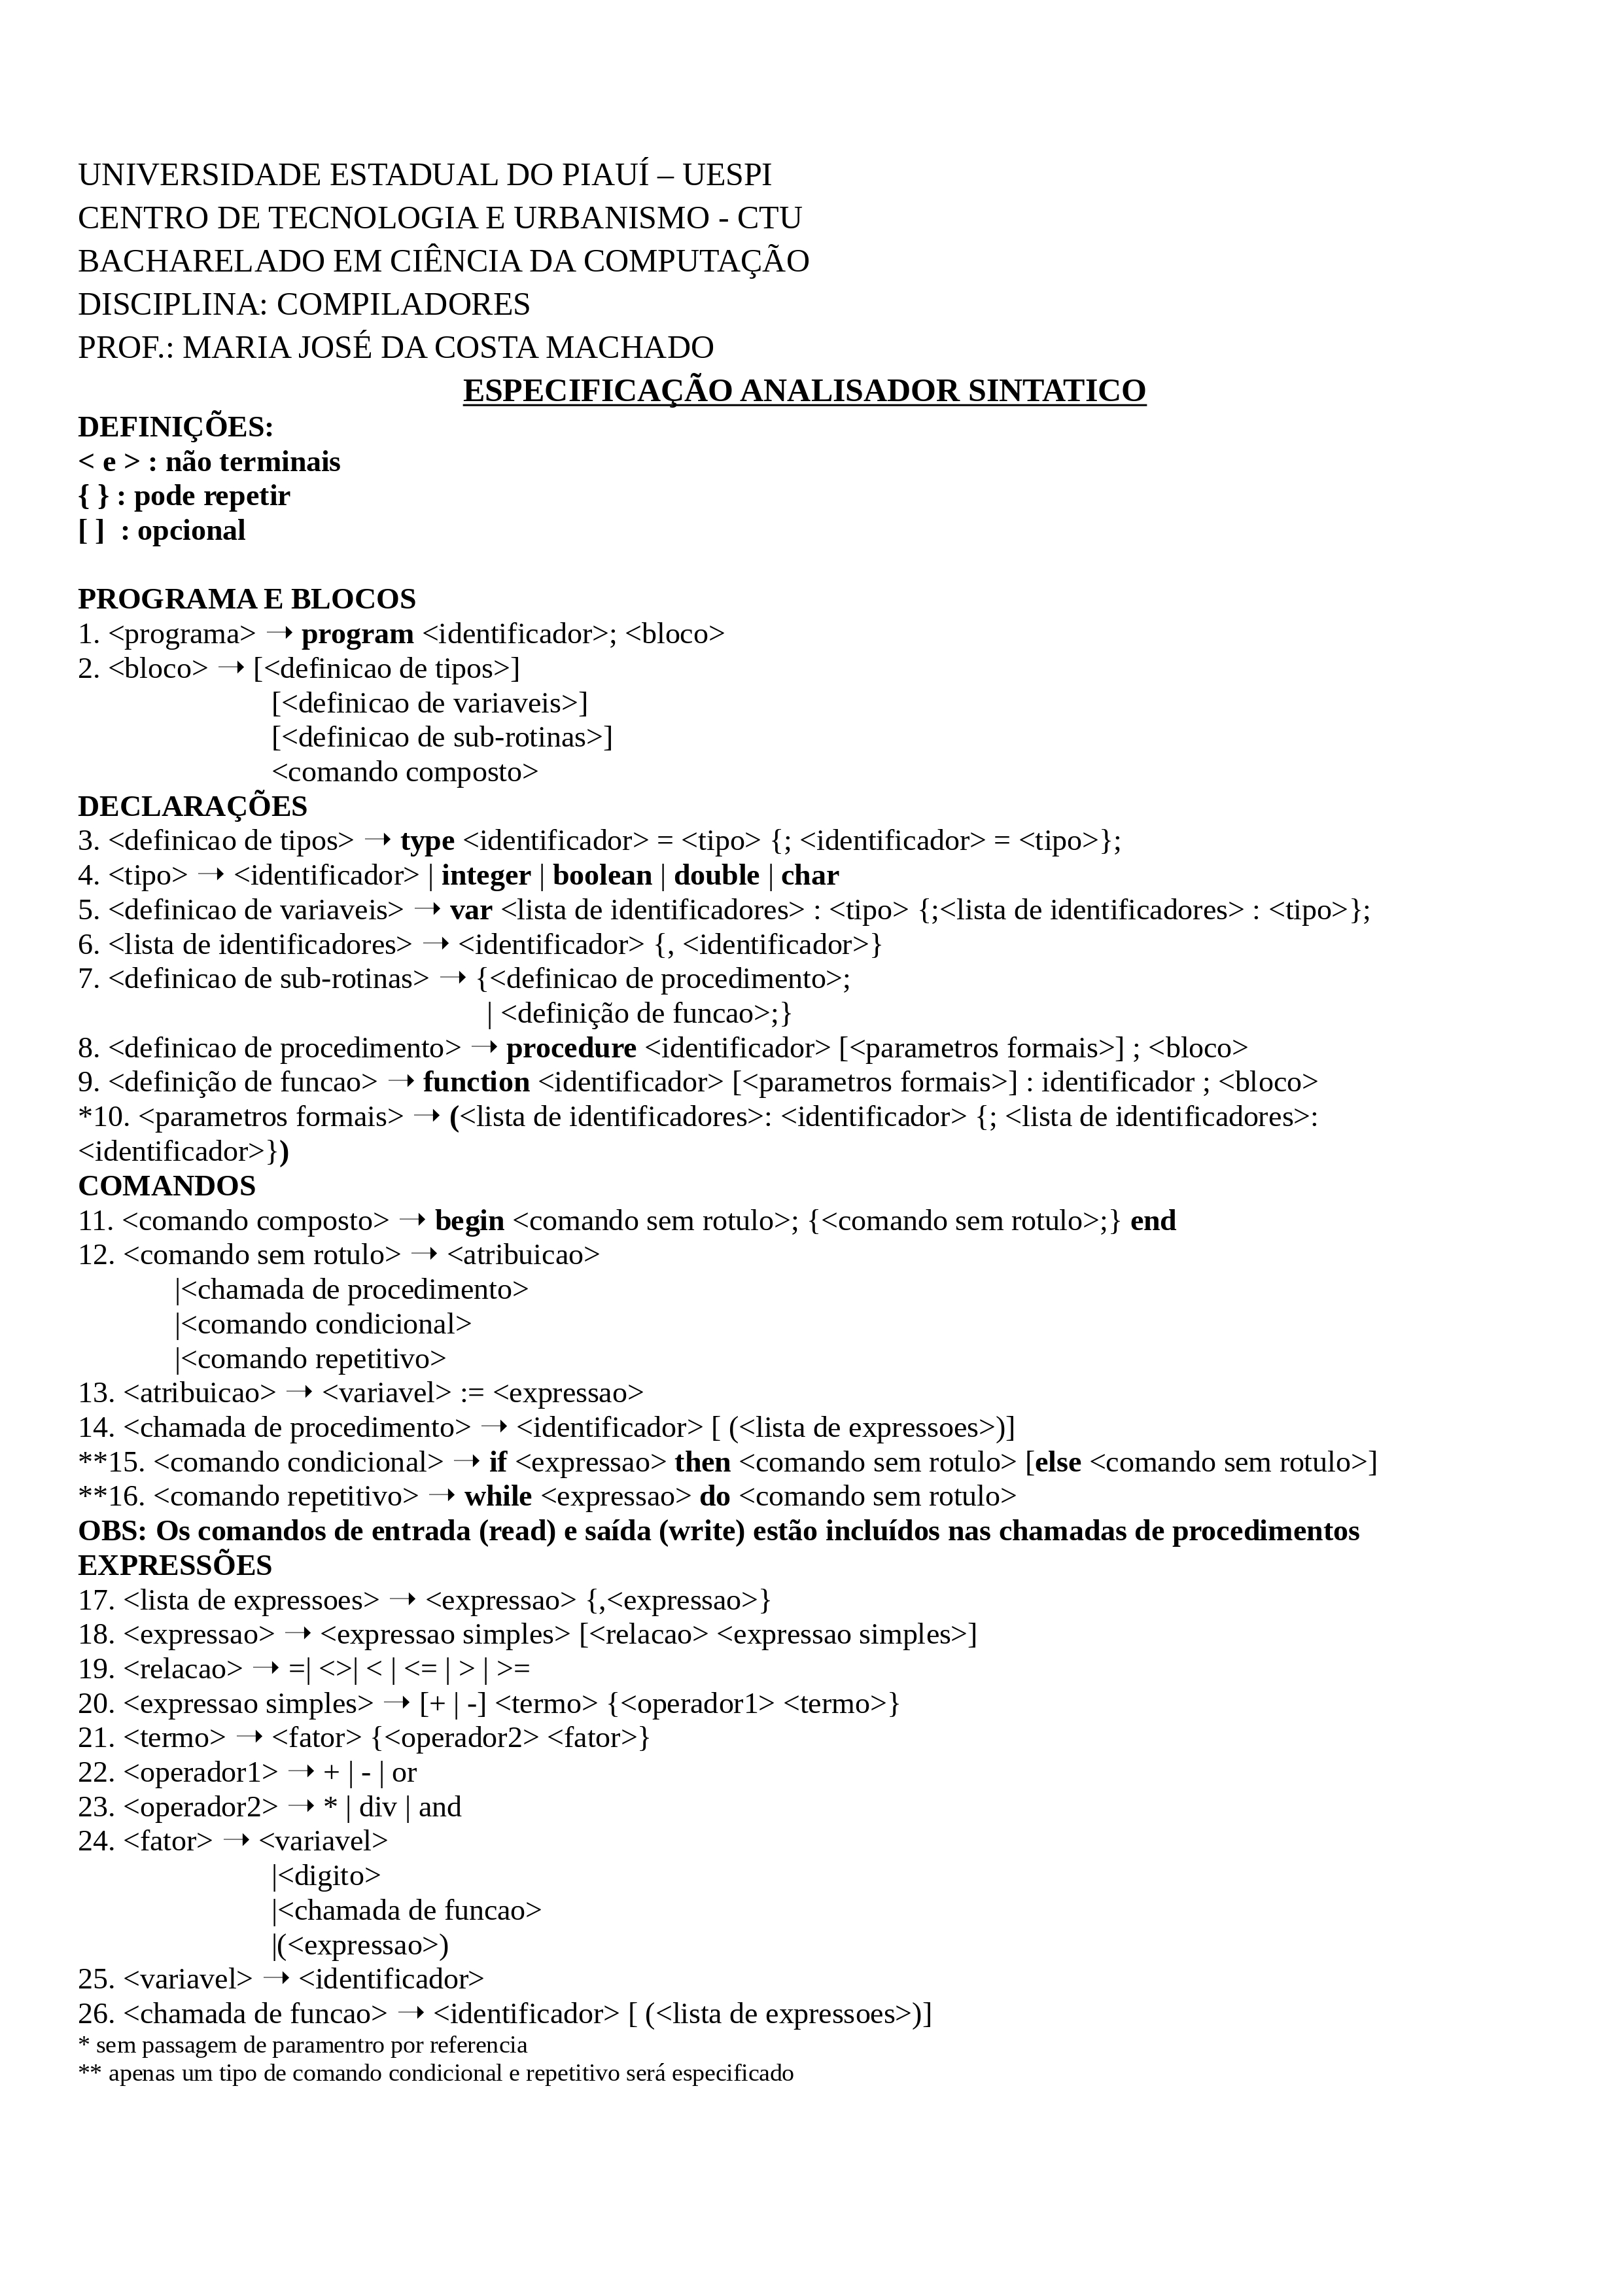 UNIVERSIDADE ESTADUAL DO PIAUÍ – UESPI
CENTRO DE TECNOLOGIA E URBANISMO - CTU
BACHARELADO EM CIÊNCIA DA COMPUTAÇÃO
DISCIPLINA: COMPILADORES
PROF.: MARIA JOSÉ DA COSTA MACHADO
ESPECIFICAÇÃO ANALISADOR SINTATICO
DEFINIÇÕES:
< e > : não terminais
{ } : pode repetir
[ ]  : opcional
PROGRAMA E BLOCOS
1. <programa> → program <identificador>; <bloco>
2. <bloco> → [<definicao de tipos>]
[<definicao de variaveis>]
[<definicao de sub-rotinas>]
<comando composto>
DECLARAÇÕES
3. <definicao de tipos> → type <identificador> = <tipo> {; <identificador> = <tipo>};
4. <tipo> → <identificador> | integer | boolean | double | char
5. <definicao de variaveis> → var <lista de identificadores> : <tipo> {;<lista de identificadores> : <tipo>};
6. <lista de identificadores> → <identificador> {, <identificador>}
7. <definicao de sub-rotinas> → {<definicao de procedimento>;
| <definição de funcao>;}
8. <definicao de procedimento> → procedure <identificador> [<parametros formais>] ; <bloco>
9. <definição de funcao> → function <identificador> [<parametros formais>] : identificador ; <bloco>
*10. <parametros formais> → (<lista de identificadores>: <identificador> {; <lista de identificadores>:
<identificador>})
COMANDOS
11. <comando composto> → begin <comando sem rotulo>; {<comando sem rotulo>;} end
12. <comando sem rotulo> → <atribuicao>
|<chamada de procedimento>
|<comando condicional>
|<comando repetitivo>
13. <atribuicao> → <variavel> := <expressao>
14. <chamada de procedimento> → <identificador> [ (<lista de expressoes>)]
**15. <comando condicional> → if <expressao> then <comando sem rotulo> [else <comando sem rotulo>]
**16. <comando repetitivo> → while <expressao> do <comando sem rotulo>
OBS: Os comandos de entrada (read) e saída (write) estão incluídos nas chamadas de procedimentos
EXPRESSÕES
17. <lista de expressoes> → <expressao> {,<expressao>}
18. <expressao> → <expressao simples> [<relacao> <expressao simples>]
19. <relacao> → =| <>| < | <= | > | >=
20. <expressao simples> → [+ | -] <termo> {<operador1> <termo>}
21. <termo> → <fator> {<operador2> <fator>}
22. <operador1> → + | - | or
23. <operador2> → * | div | and
24. <fator> → <variavel>
|<digito>
|<chamada de funcao>
|(<expressao>)
25. <variavel> → <identificador>
26. <chamada de funcao> → <identificador> [ (<lista de expressoes>)]
* sem passagem de paramentro por referencia
** apenas um tipo de comando condicional e repetitivo será especificado